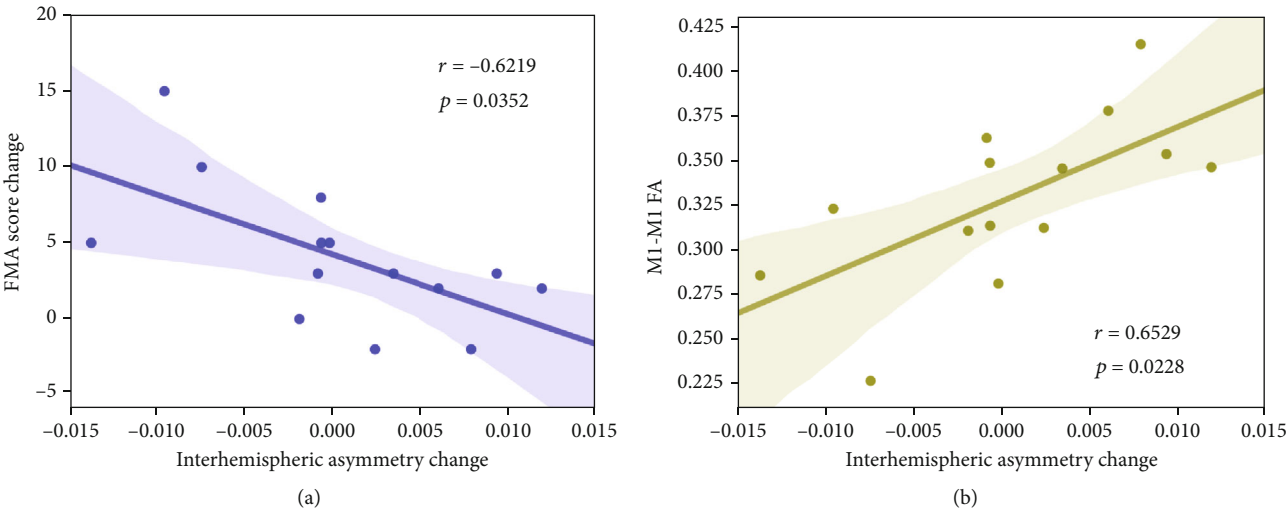 20
15
10
5
0
–5
FMA score change
r = –0.6219
p = 0.0352
–0.015 –0.010 –0.005 0.000 0.005 0.010 0.015
Interhemispheric asymmetry change
(a)
0.425
0.400
0.375
0.350
0.325
0.300
0.275
0.250
0.225
M1-M1 FA
r = 0.6529
p = 0.0228
–0.015 –0.010 –0.005 0.000 0.005 0.010 0.015
Interhemispheric asymmetry change
(b)